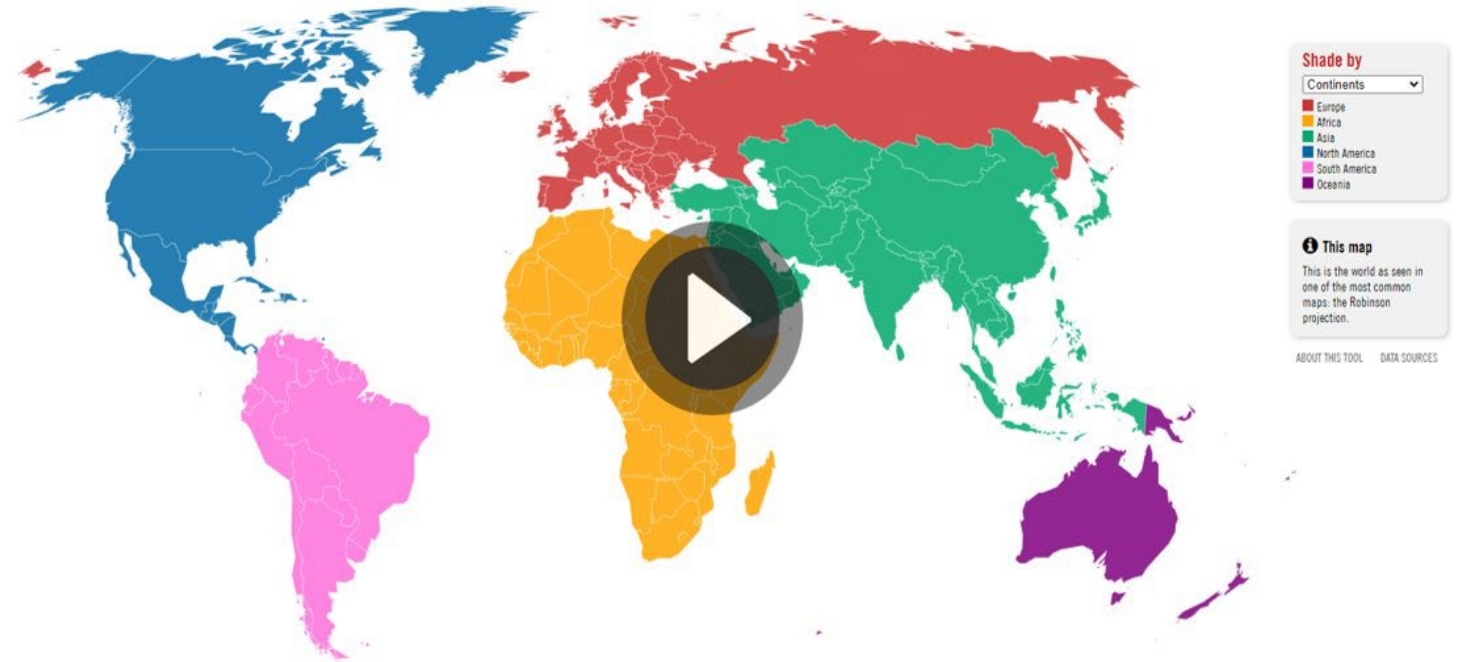 Shade by
Continents
Europe
Africa
Asia
North America
South America
Oceania
This map
This is the world as seen in
one of the most common
maps: the Robinson
projection.
ABOUT THIS TOOL DATA SOURCES